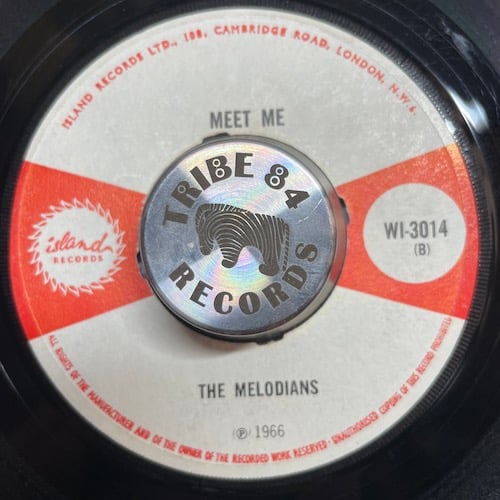 ISLAND RECORDS LTD., 108, CAMBRIDGE ROAD, LONDON, N.W.6.
MEET ME
TRIBE 84
RECORDS
island
RECORDS
WI-3014
(B)
THE MELODIANS
℗ 1966
ALL RIGHTS OF THE MANUFACTURER AND OF THE OWNER OF THE RECORDED WORK RESERVED · UNAUTHORISED COPYING OF THIS RECORD PROHIBITED